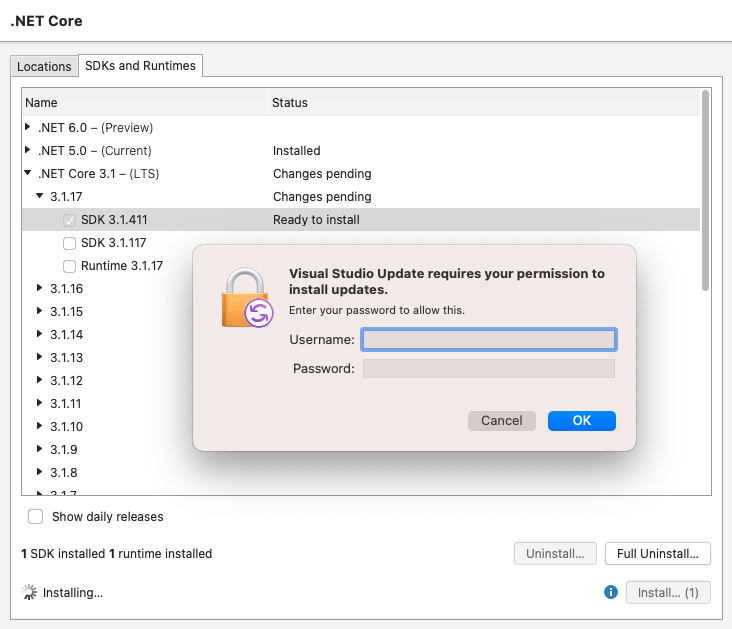 .NET Core
Locations
SDKs and Runtimes
Name Status
.NET 6.0 – (Preview)
.NET 5.0 – (Current) Installed
.NET Core 3.1 – (LTS) Changes pending
3.1.17 Changes pending
SDK 3.1.411 Ready to install
SDK 3.1.117
Runtime 3.1.17
3.1.16
3.1.15
3.1.14
3.1.13
3.1.12
3.1.11
3.1.10
3.1.9
3.1.8
3.1.7
Visual Studio Update requires your permission to
install updates.
Enter your password to allow this.
Username:
Password:
Cancel OK
Show daily releases
1 SDK installed 1 runtime installed
Uninstall... Full Uninstall...
Installing...
Install... (1)